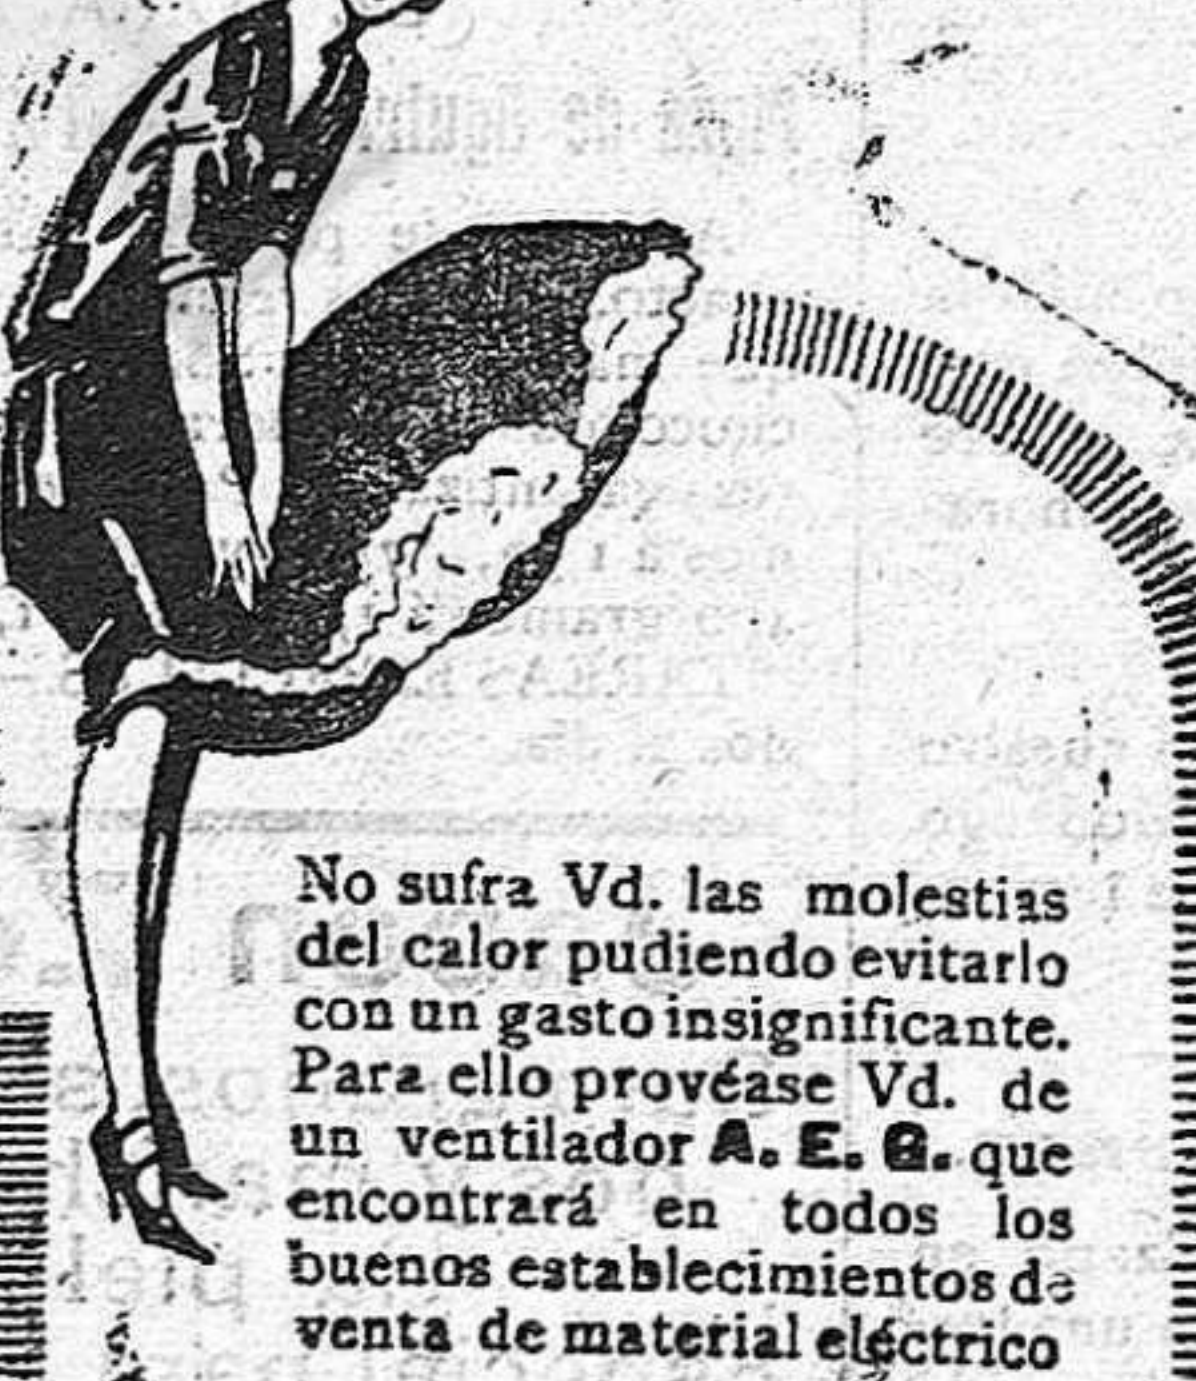 No sufra Vd. las molestias
del calor pudiendo evitarlo
con un gasto insignificante.
Para ello provéase Vd. de
un ventilador A. E. G. que
encontrará en todos los
buenos establecimientos de
venta de material eléctrico